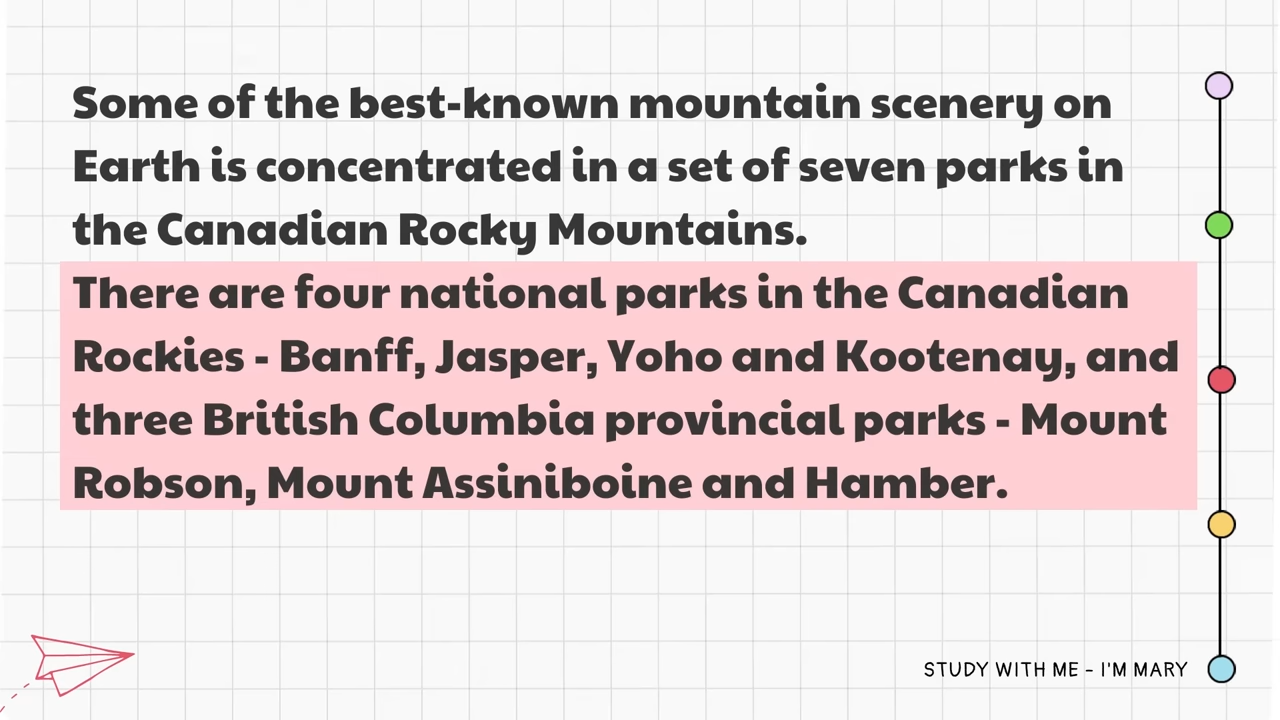 Some of the best-known mountain scenery on
Earth is concentrated in a set of seven parks in
the Canadian Rocky Mountains.
There are four national parks in the Canadian
Rockies - Banff, Jasper, Yoho and Kootenay, and
three British Columbia provincial parks - Mount
Robson, Mount Assiniboine and Hamber.
STUDY WITH ME - I'M MARY